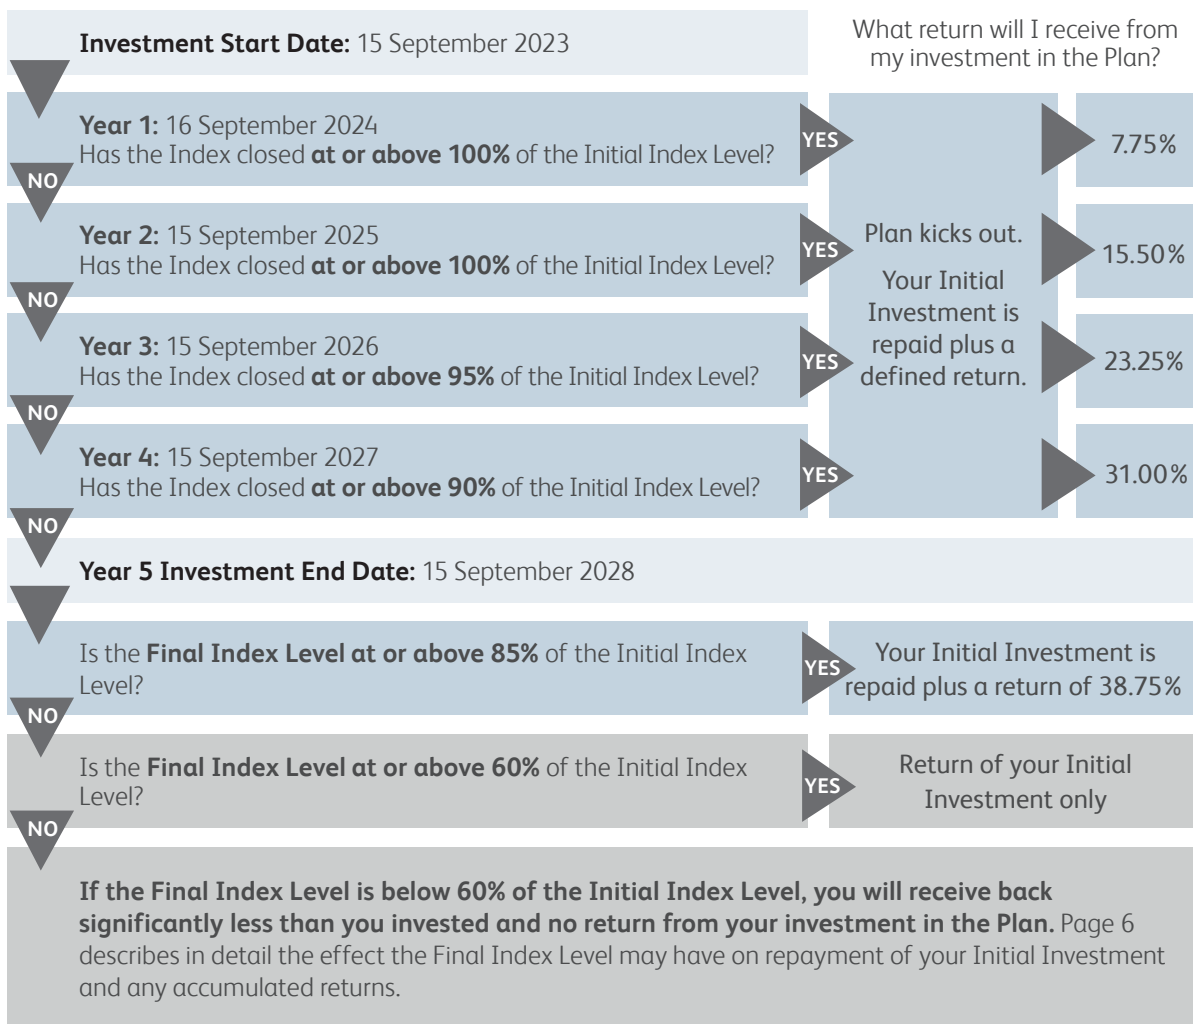 Investment Start Date: 15 September 2023
What return will I receive from
my investment in the Plan?
Year 1: 16 September 2024
Has the Index closed at or above 100% of the Initial Index Level?
YES
7.75%
NO
Year 2: 15 September 2025
Has the Index closed at or above 100% of the Initial Index Level?
YES
15.50%
NO
Year 3: 15 September 2026
Has the Index closed at or above 95% of the Initial Index Level?
YES
23.25%
NO
Year 4: 15 September 2027
Has the Index closed at or above 90% of the Initial Index Level?
YES
31.00%
NO
Plan kicks out.
Your Initial
Investment is
repaid plus a
defined return.
Year 5 Investment End Date: 15 September 2028
Is the Final Index Level at or above 85% of the Initial Index
Level?
YES
Your Initial Investment is
repaid plus a return of 38.75%
NO
Is the Final Index Level at or above 60% of the Initial Index
Level?
YES
Return of your Initial
Investment only
NO
If the Final Index Level is below 60% of the Initial Index Level, you will receive back
significantly less than you invested and no return from your investment in the Plan. Page 6
describes in detail the effect the Final Index Level may have on repayment of your Initial Investment
and any accumulated returns.